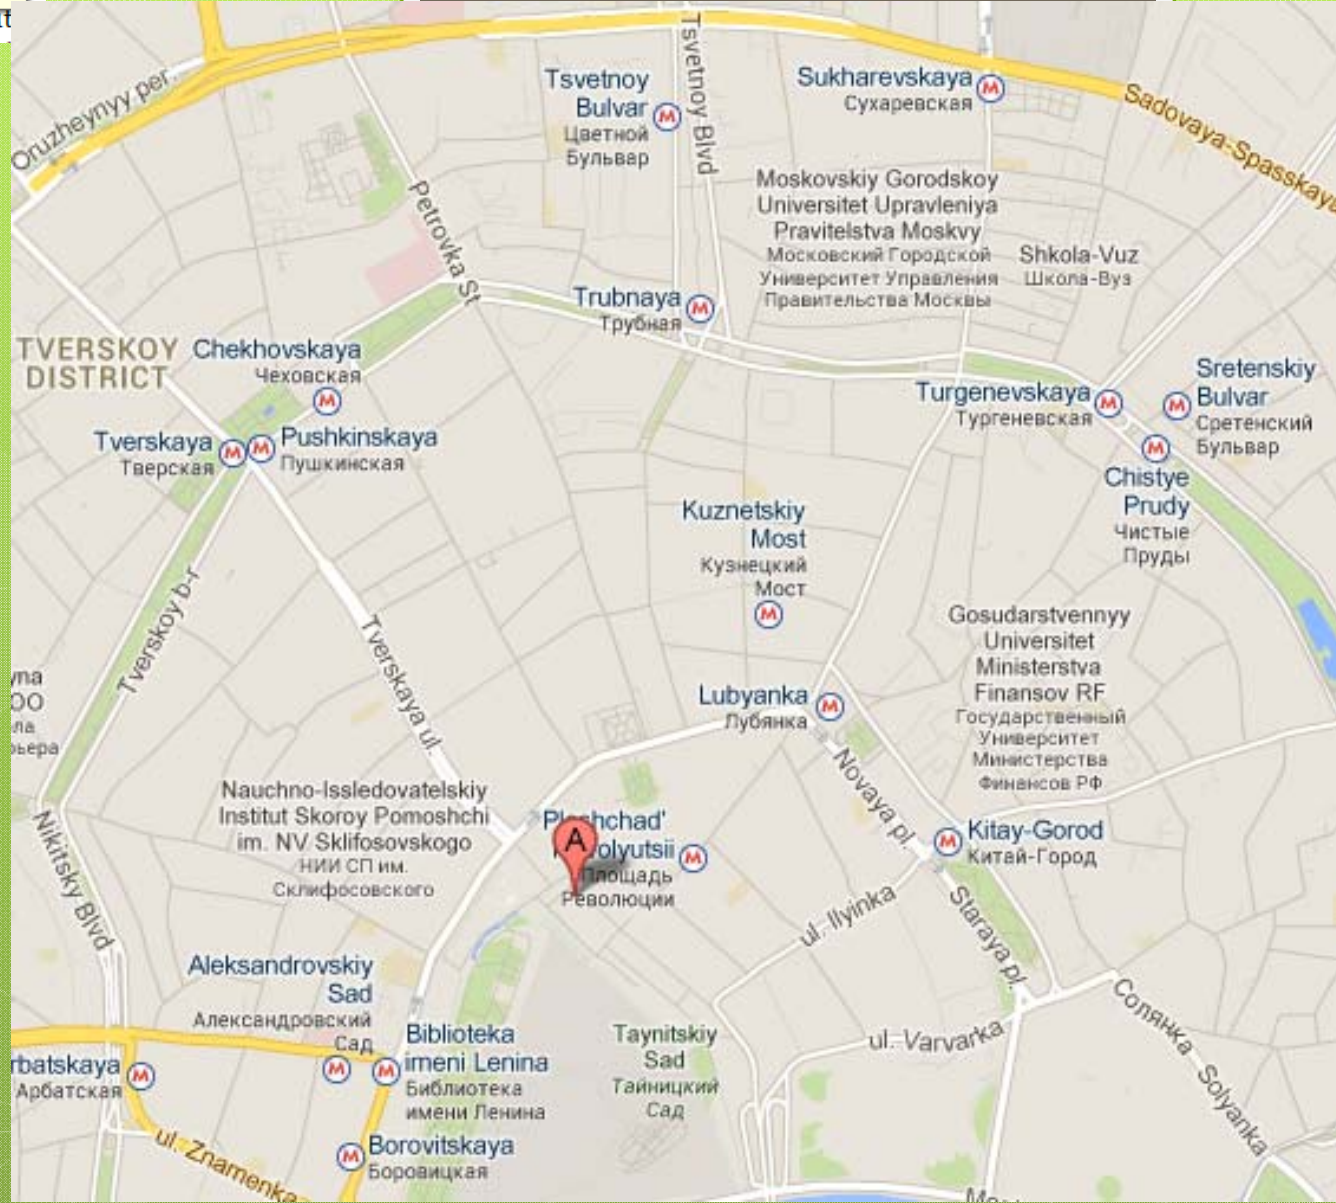 Oruzheynyy per.
Tsvetnoy
Bulvar
Цветной
Бульвар
Tsvetnoy Blvd
Sukharevskaya
Сухаревская
Sadovaya-Spasskaya
Petrovka St
Moskovskiy Gorodskoy
Universitet Upravleniya
Pravitelstva Moskvy
Московский Городской
Университет Управления
Правительства Москвы
Shkola-Vuz
Школа-Вуз
Trubnaya
Трубная
TVERSKOY
DISTRICT
Chekhovskaya
Чеховская
Tverskaya
Тверская
Pushkinskaya
Пушкинская
Turgenevskaya
Тургеневская
Sretenskiy
Bulvar
Сретенский
Бульвар
Chistye
Prudy
Чистые
Пруды
Kuznetskiy
Most
Кузнецкий
Мост
Tverskoy b-r
Tverskaya ul.
Gosudarstvennyy
Universitet
Ministerstva
Finansov RF
Государственный
Университет
Министерства
Финансов РФ
Lubyanka
Лубянка
Novaya pl.
Nauchno-Issledovatelskiy
Institut Skoroy Pomoshchi
im. NV Sklifosovskogo
НИИ СП им.
Склифосовского
A
Площадь
Революции
Kitay-Gorod
Китай-Город
Nikitsky Blvd
ul. Ilyinka
Staraya pl.
Aleksandrovskiy
Sad
Александровский
Сад
Biblioteka
imeni Lenina
Библиотека
имени Ленина
Taynitskiy
Sad
Тайницкий
Сад
ul. Varvarka
Солянка - Solyanka
rbatskaya
Арбатская
ul. Znamenka
Borovitskaya
Боровицкая